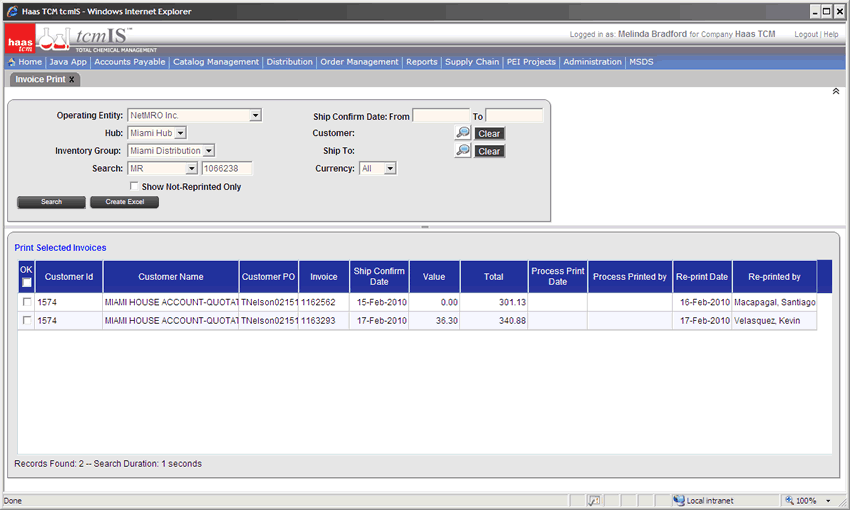 Haas TCM tcmIS - Windows Internet Explorer
haas tcm
tcmIS™
TOTAL CHEMICAL MANAGEMENT
Logged in as: Melinda Bradford for Company Haas TCM Logout | Help
Home | Java App | Accounts Payable | Catalog Management | Distribution | Order Management | Reports | Supply Chain | PEI Projects | Administration | MSDS
Invoice Print X
Operating Entity: NetMRO Inc. Ship Confirm Date: From To
Hub: Miami Hub Customer: Clear
Inventory Group: Miami Distribution Ship To: Clear
Search: MR 1066238 Currency: All
Show Not-Reprinted Only
Search Create Excel
Print Selected Invoices
OK Customer Id Customer Name Customer PO Invoice Ship Confirm Date Value Total Process Print Date Process Printed by Re-print Date Re-printed by
1574 MIAMI HOUSE ACCOUNT-QUOTAT TNelson02151 1162562 15-Feb-2010 0.00 301.13 16-Feb-2010 Macapagal, Santiago
1574 MIAMI HOUSE ACCOUNT-QUOTAT TNelson02151 1163293 17-Feb-2010 36.30 340.88 17-Feb-2010 Velasquez, Kevin
Records Found: 2 -- Search Duration: 1 seconds
Done Local intranet 100%